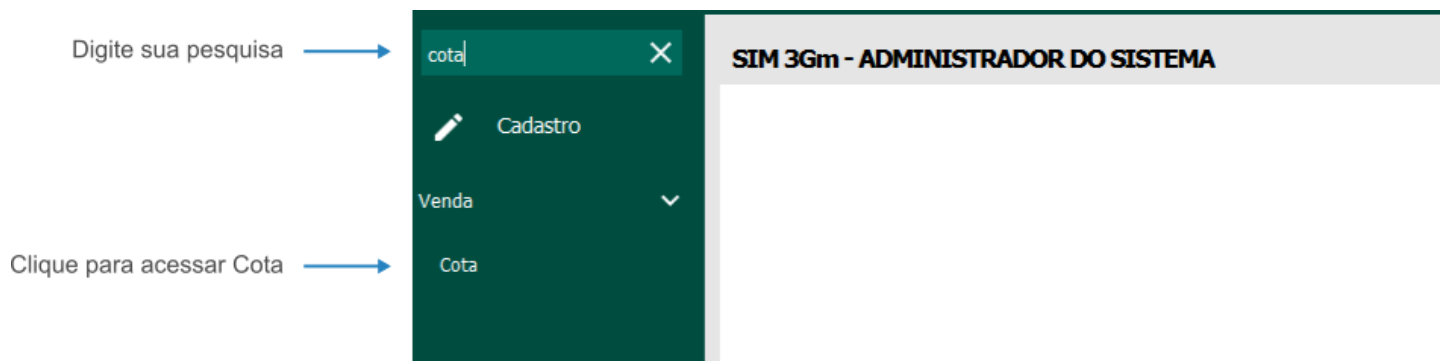 Digite sua pesquisa
cota
SIM 3Gm - ADMINISTRADOR DO SISTEMA
Cadastro
Venda
Clique para acessar Cota
Cota